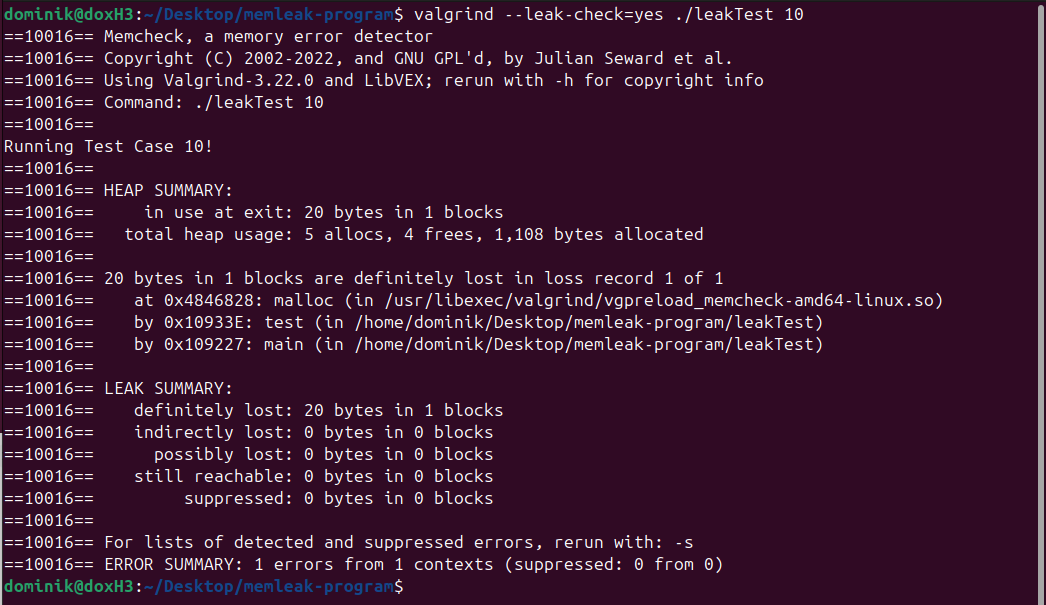 dominik@doxH3:~/Desktop/memleak-program$ valgrind --leak-check=yes ./leakTest 10
==10016== Memcheck, a memory error detector
==10016== Copyright (C) 2002-2022, and GNU GPL'd, by Julian Seward et al.
==10016== Using Valgrind-3.22.0 and LibVEX; rerun with -h for copyright info
==10016== Command: ./leakTest 10
==10016==
Running Test Case 10!
==10016==
==10016== HEAP SUMMARY:
==10016==     in use at exit: 20 bytes in 1 blocks
==10016==   total heap usage: 5 allocs, 4 frees, 1,108 bytes allocated
==10016==
==10016== 20 bytes in 1 blocks are definitely lost in loss record 1 of 1
==10016==    at 0x4846828: malloc (in /usr/libexec/valgrind/vgpreload_memcheck-amd64-linux.so)
==10016==    by 0x10933E: test (in /home/dominik/Desktop/memleak-program/leakTest)
==10016==    by 0x109227: main (in /home/dominik/Desktop/memleak-program/leakTest)
==10016==
==10016== LEAK SUMMARY:
==10016==    definitely lost: 20 bytes in 1 blocks
==10016==    indirectly lost: 0 bytes in 0 blocks
==10016==      possibly lost: 0 bytes in 0 blocks
==10016==    still reachable: 0 bytes in 0 blocks
==10016==         suppressed: 0 bytes in 0 blocks
==10016==
==10016== For lists of detected and suppressed errors, rerun with: -s
==10016== ERROR SUMMARY: 1 errors from 1 contexts (suppressed: 0 from 0)
dominik@doxH3:~/Desktop/memleak-program$